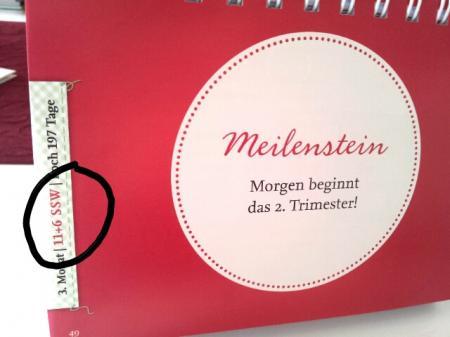 Meilenstein
Morgen beginnt
das 2. Trimester!
3. Monat | 11+6 SSW | noch 197 Tage
49